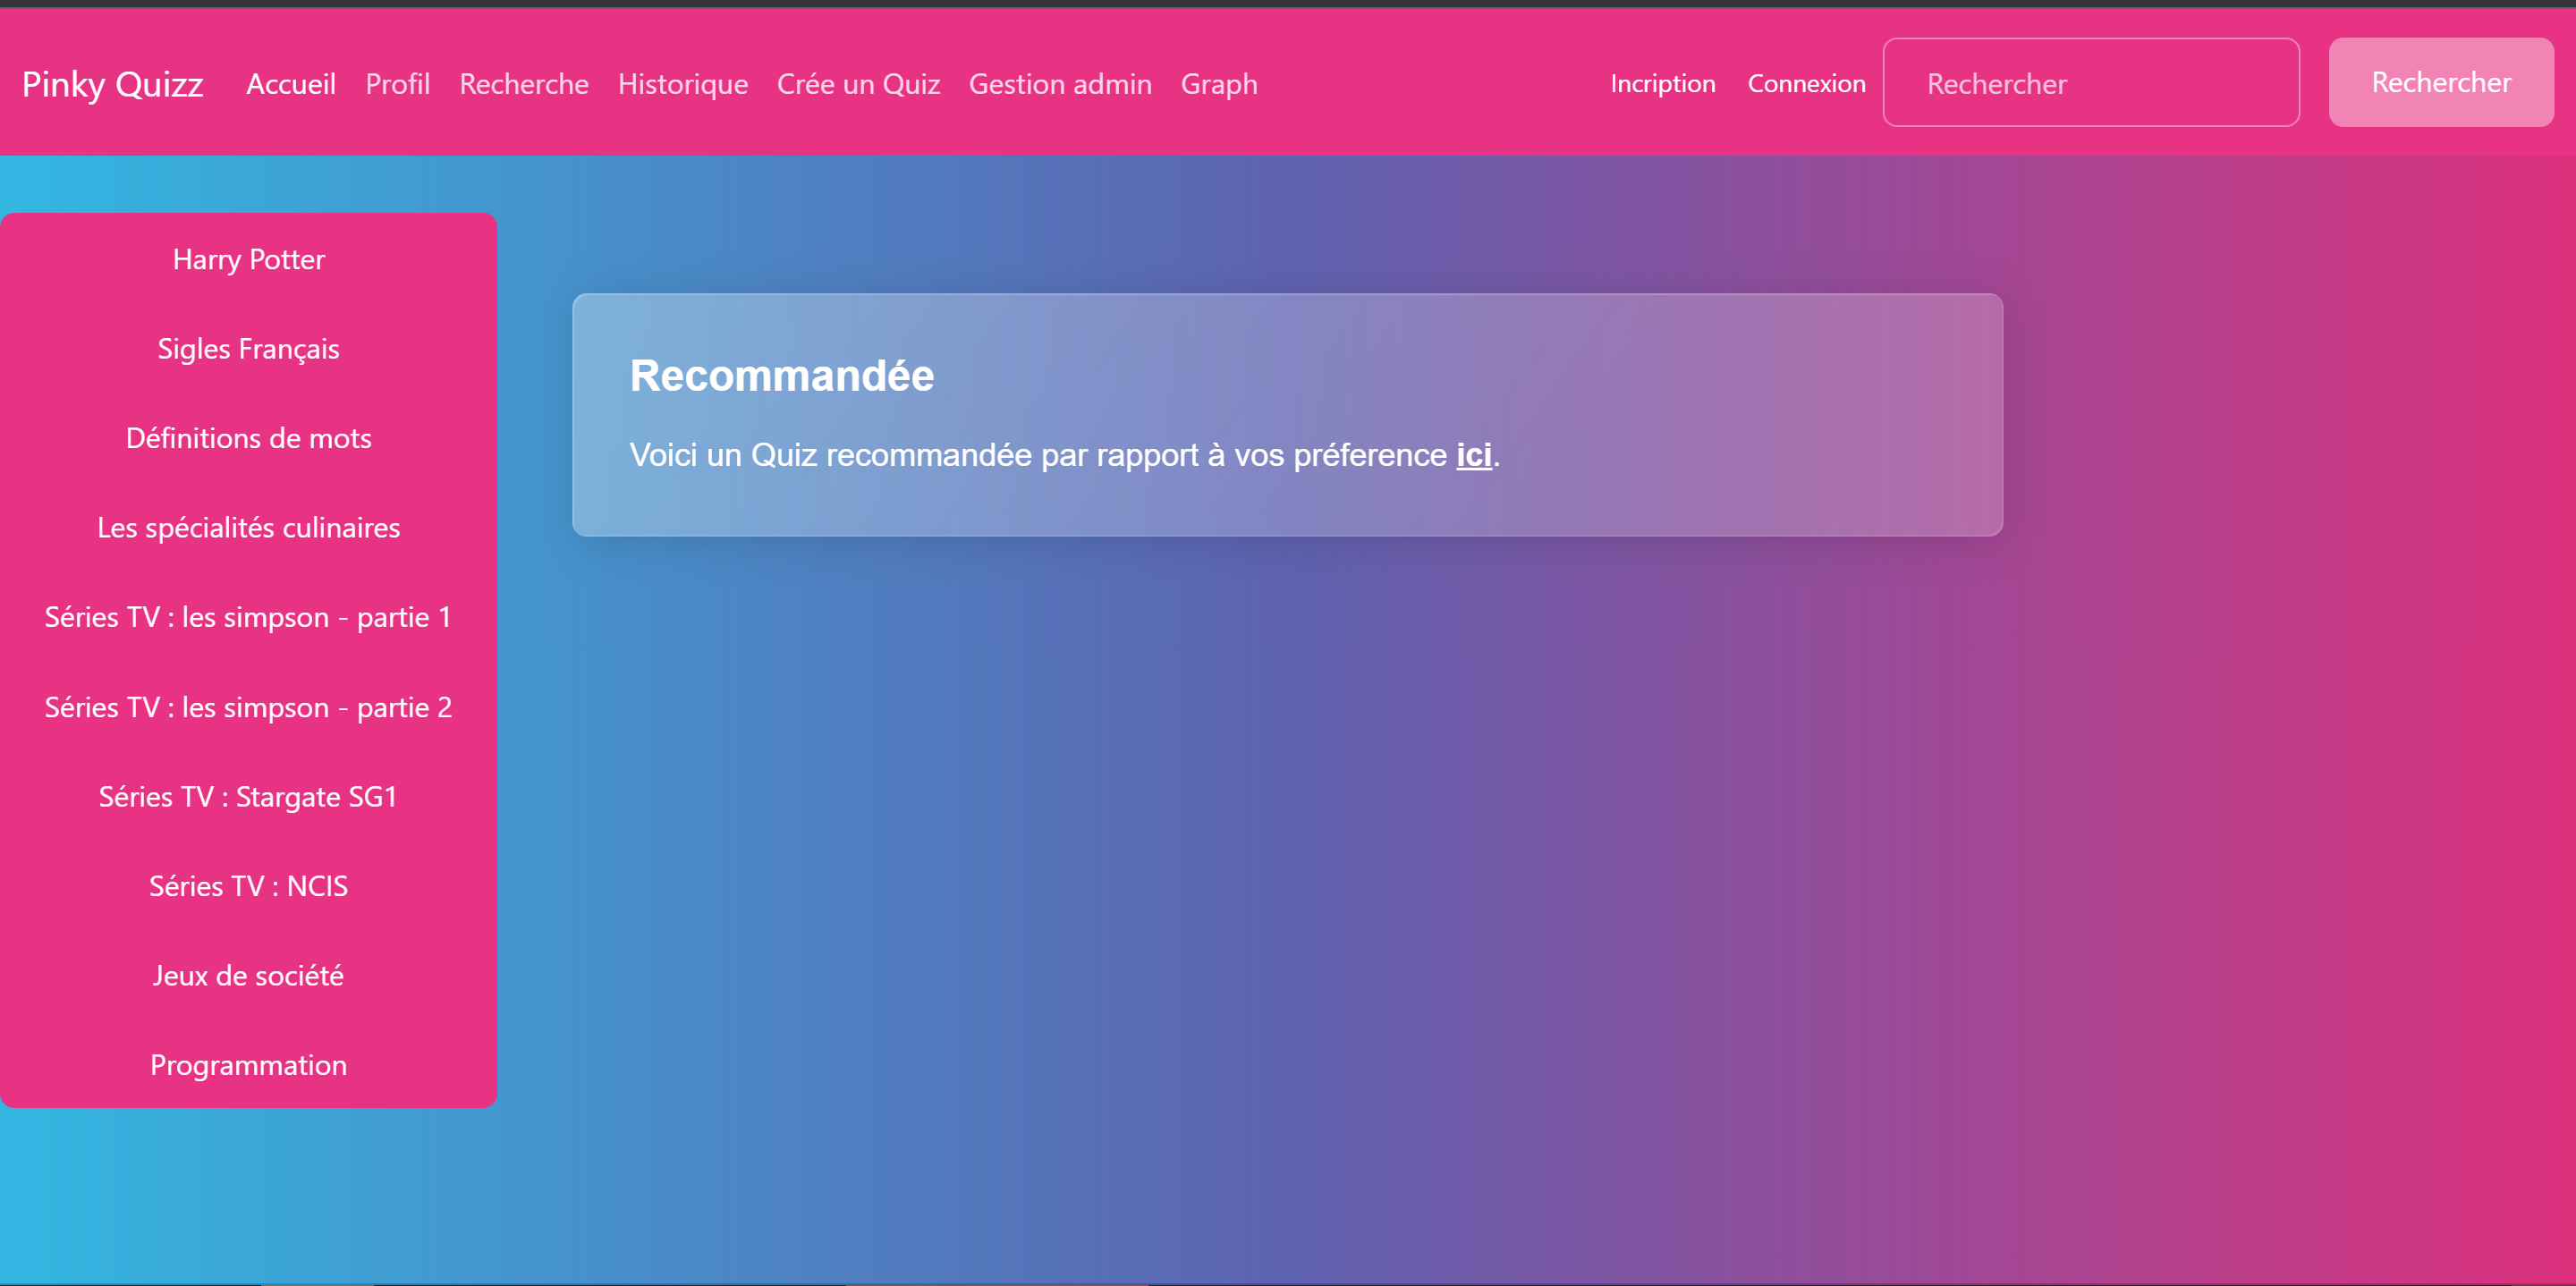 Pinky Quizz Accueil Profil Recherche Historique Crée un Quiz Gestion admin Graph Incription Connexion Rechercher Rechercher
Harry Potter
Sigles Français
Définitions de mots
Les spécialités culinaires
Séries TV : les simpson - partie 1
Séries TV : les simpson - partie 2
Séries TV : Stargate SG1
Séries TV : NCIS
Jeux de société
Programmation
Recommandée
Voici un Quiz recommandée par rapport à vos préference ici.